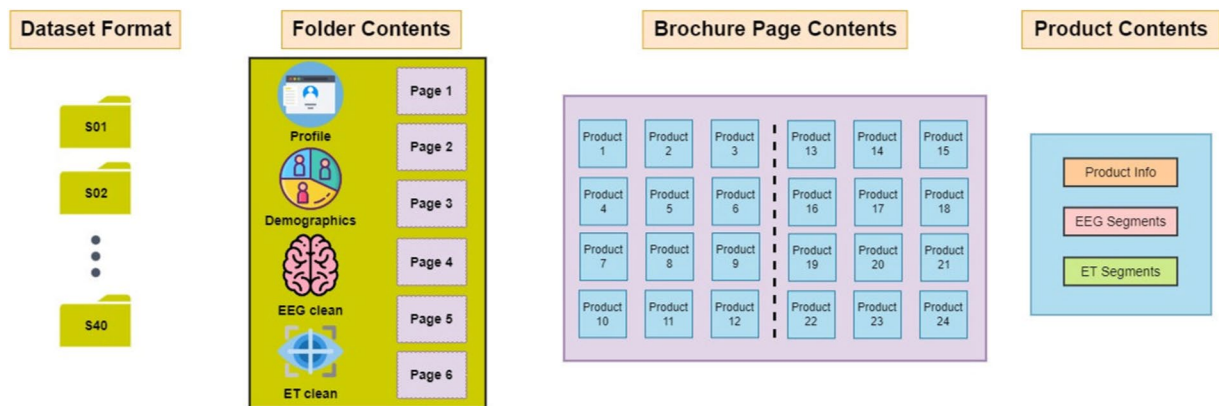 Dataset Format
S01
S02
S40
Folder Contents
Profile
Demographics
EEG clean
ET clean
Page 1
Page 2
Page 3
Page 4
Page 5
Page 6
Brochure Page Contents
Product
1
Product
2
Product
3
Product
13
Product
14
Product
15
Product
4
Product
5
Product
6
Product
16
Product
17
Product
18
Product
7
Product
8
Product
9
Product
19
Product
20
Product
21
Product
10
Product
11
Product
12
Product
22
Product
23
Product
24
Product Contents
Product Info
EEG Segments
ET Segments